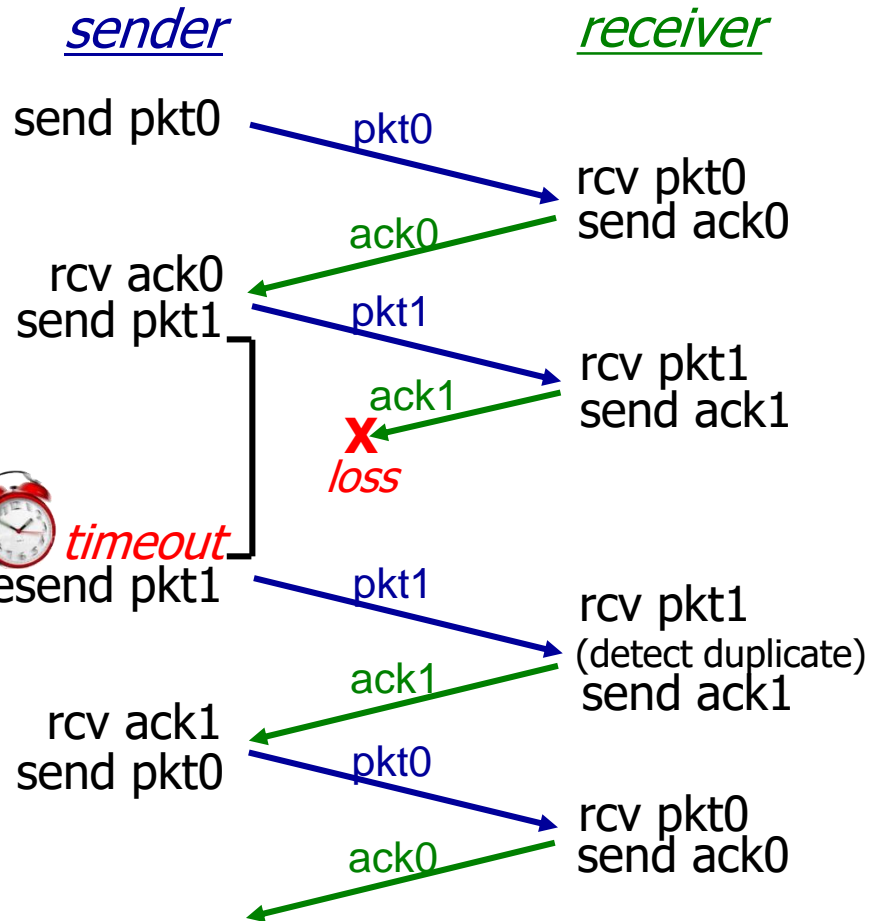 sender
receiver
send pkt0
pkt0
rcv pkt0
send ack0
ack0
rcv ack0
send pkt1
pkt1
rcv pkt1
send ack1
ack1
X
loss
timeout
esend pkt1
pkt1
rcv pkt1
(detect duplicate)
send ack1
ack1
rcv ack1
send pkt0
pkt0
rcv pkt0
send ack0
ack0